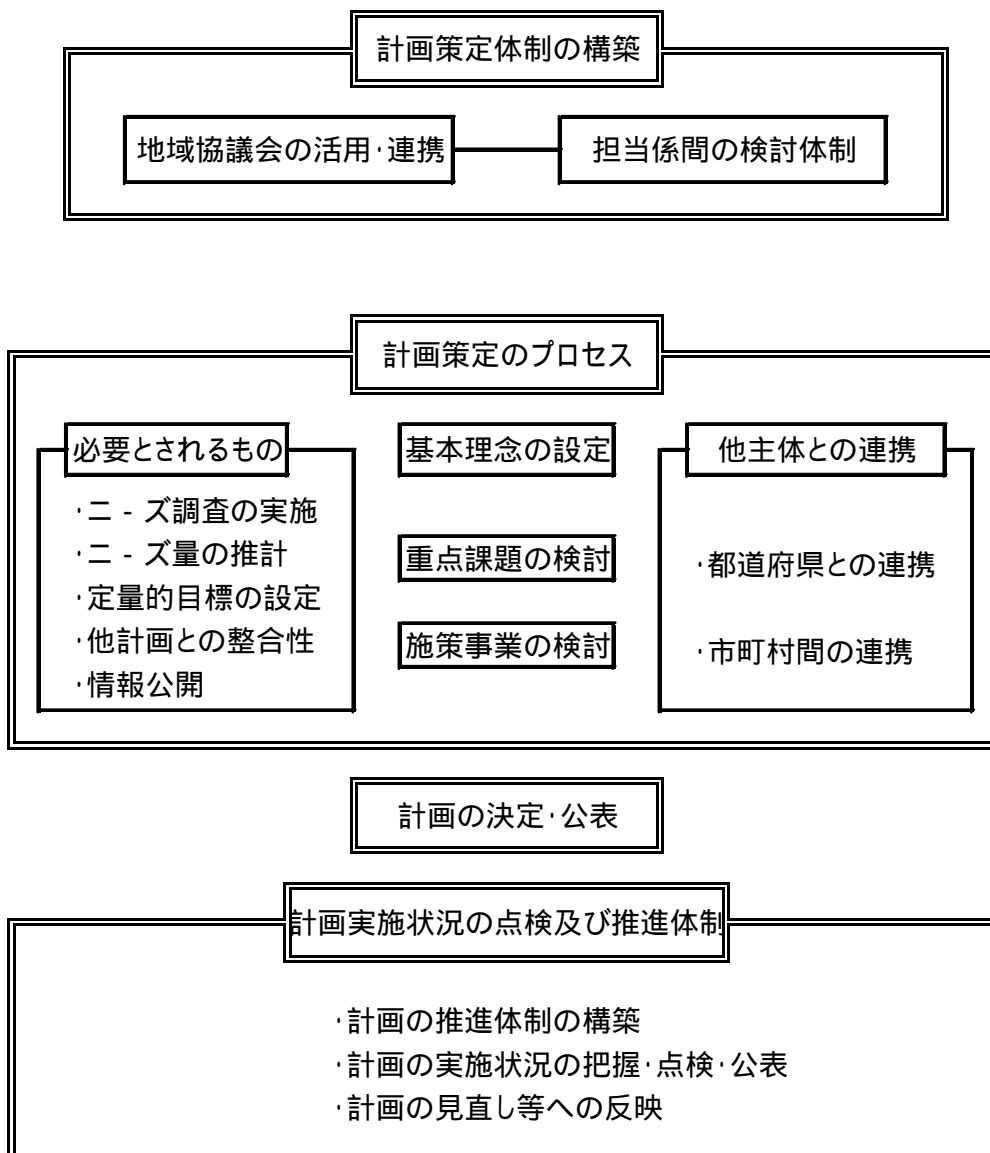 計画策定体制の構築
地域協議会の活用・連携
担当係間の検討体制
計画策定のプロセス
必要とされるもの
・ニ‐ズ調査の実施
・ニ‐ズ量の推計
・定量的目標の設定
・他計画との整合性
・情報公開
基本理念の設定
重点課題の検討
施策事業の検討
他主体との連携
・都道府県との連携
・市町村間の連携
計画の決定・公表
計画実施状況の点検及び推進体制
・計画の推進体制の構築
・計画の実施状況の把握・点検・公表
・計画の見直し等への反映